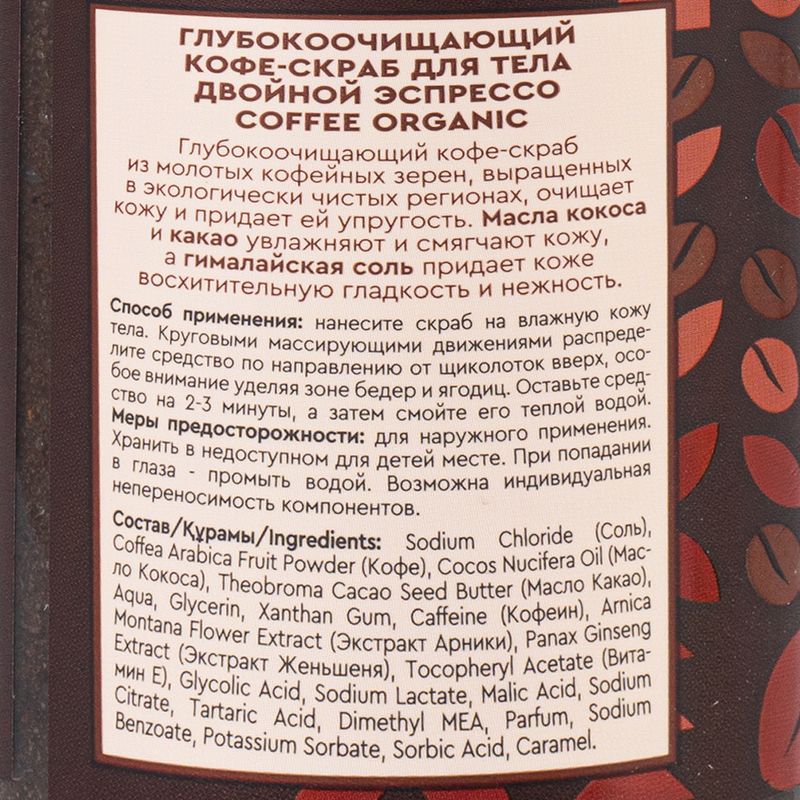 ГЛУБОКООЧИЩАЮЩИЙ
КОФЕ-СКРАБ ДЛЯ ТЕЛА
ДВОЙНОЙ ЭСПРЕССО
COFFEE ORGANIC
Глубокоочищающий кофе-скраб
из молотых кофейных зерен, выращенных
в экологически чистых регионах, очищает
кожу и придает ей упругость. Масла кокоса
и какао увлажняют и смягчают кожу,
а гималайская соль придает коже
восхитительную гладкость и нежность.
Способ применения: нанесите скраб на влажную кожу
тела. Круговыми массирующими движениями распреде-
лите средство по направлению от щиколоток вверх, осо-
бое внимание уделяя зоне бедер и ягодиц. Оставьте сред-
ство на 2-3 минуты, а затем смойте его теплой водой.
Меры предосторожности: для наружного применения.
Хранить в недоступном для детей месте. При попадании
в глаза - промыть водой. Возможна индивидуальная
непереносимость компонентов.
Состав/Құрамы/Ingredients: Sodium Chloride (Соль),
Coffea Arabica Fruit Powder (Кофе), Cocos Nucifera Oil (Мас-
ло Кокоса), Theobroma Cacao Seed Butter (Масло Какао),
Aqua, Glycerin, Xanthan Gum, Caffeine (Кофеин), Arnica
Montana Flower Extract (Экстракт Арники), Panax Ginseng
Extract (Экстракт Женьшеня), Tocopheryl Acetate (Вита-
мин Е), Glycolic Acid, Sodium Lactate, Malic Acid, Sodium
Citrate, Tartaric Acid, Dimethyl MEA, Parfum, Sodium
Benzoate, Potassium Sorbate, Sorbic Acid, Caramel.